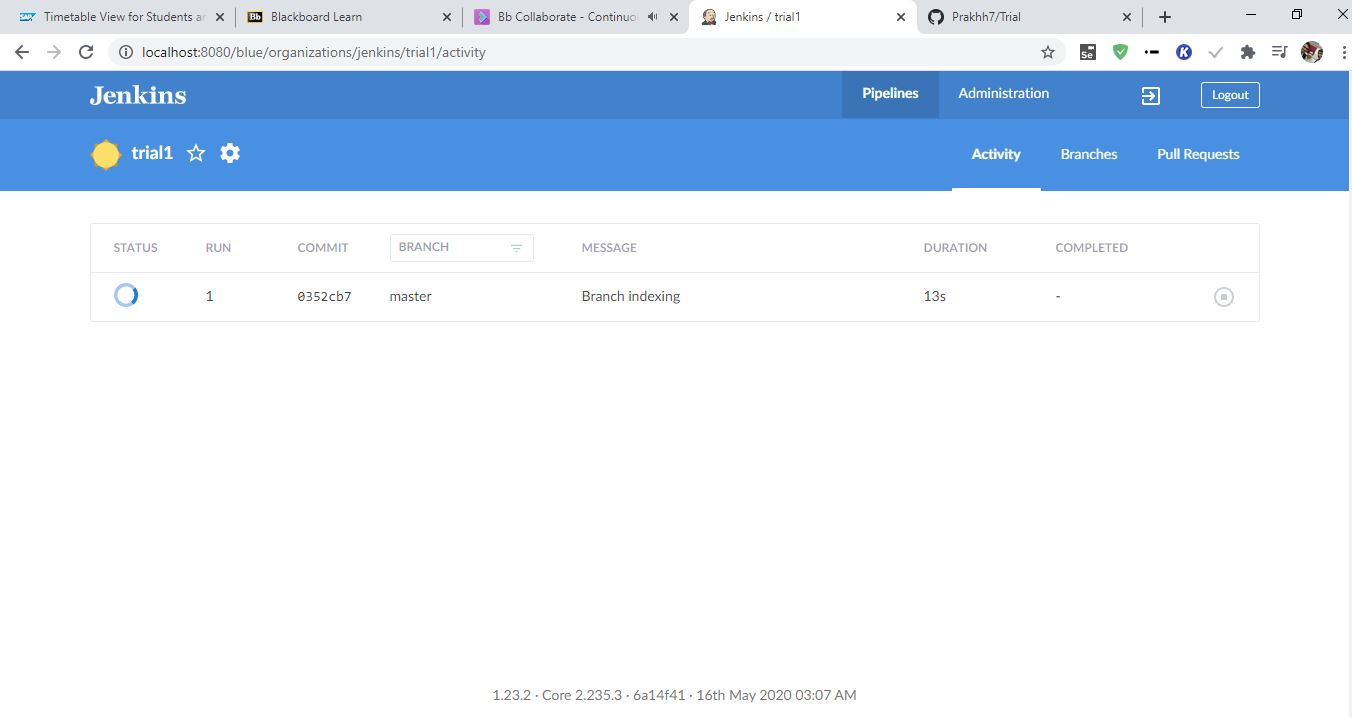 Timetable View for Students ar
Blackboard Learn
Bb Collaborate - Continuou
Jenkins / trial1
Prakhh7/Trial
localhost:8080/blue/organizations/jenkins/trial1/activity
Jenkins
Pipelines
Administration
Logout
trial1
Activity
Branches
Pull Requests
STATUS RUN COMMIT BRANCH MESSAGE DURATION COMPLETED
1 0352cb7 master Branch indexing 13s -
1.23.2 · Core 2.235.3 · 6a14f41 · 16th May 2020 03:07 AM